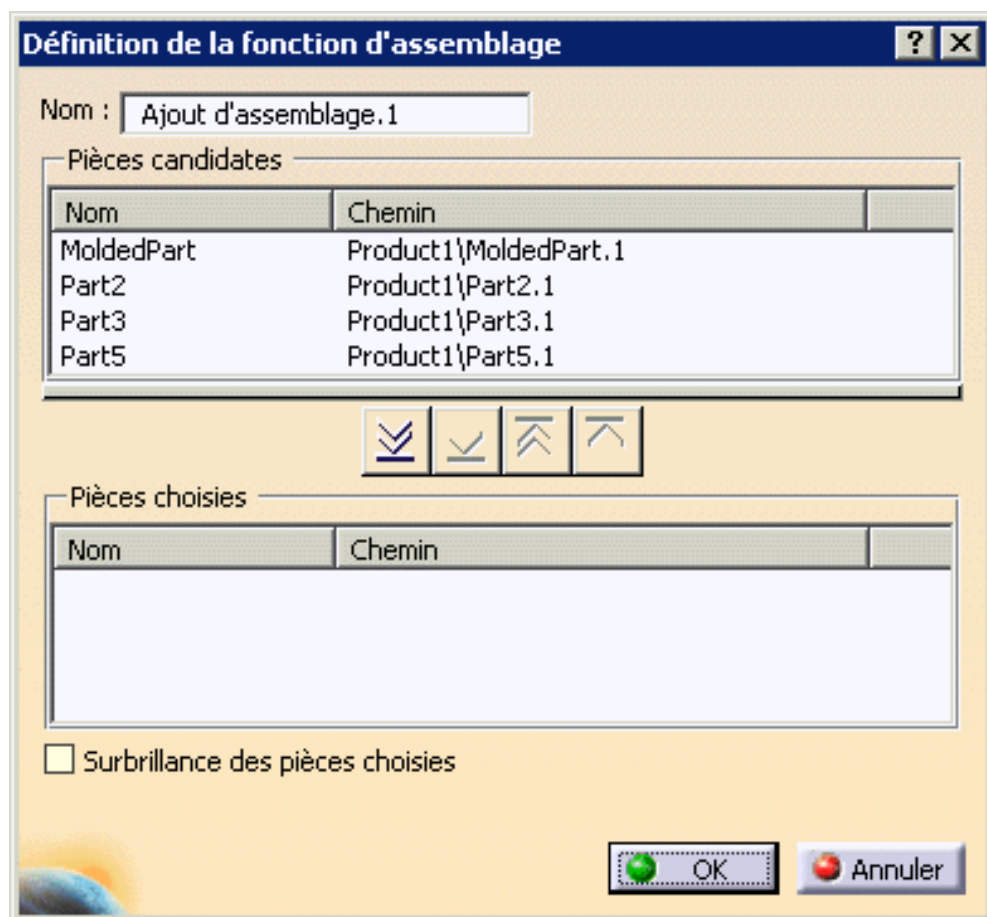 Définition de la fonction d'assemblage
Nom : Ajout d'assemblage.1
Pièces candidates
Nom Chemin
MoldedPart Product1\MoldedPart.1
Part2 Product1\Part2.1
Part3 Product1\Part3.1
Part5 Product1\Part5.1
Pièces choisies
Nom Chemin
Surbrillance des pièces choisies
OK Annuler